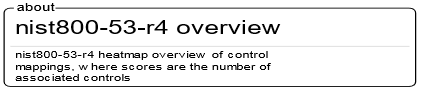 about
nist800-53-r4 overview
nist800-53-r4 heatmap overview of control
mappings, where scores are the number of
associated controls